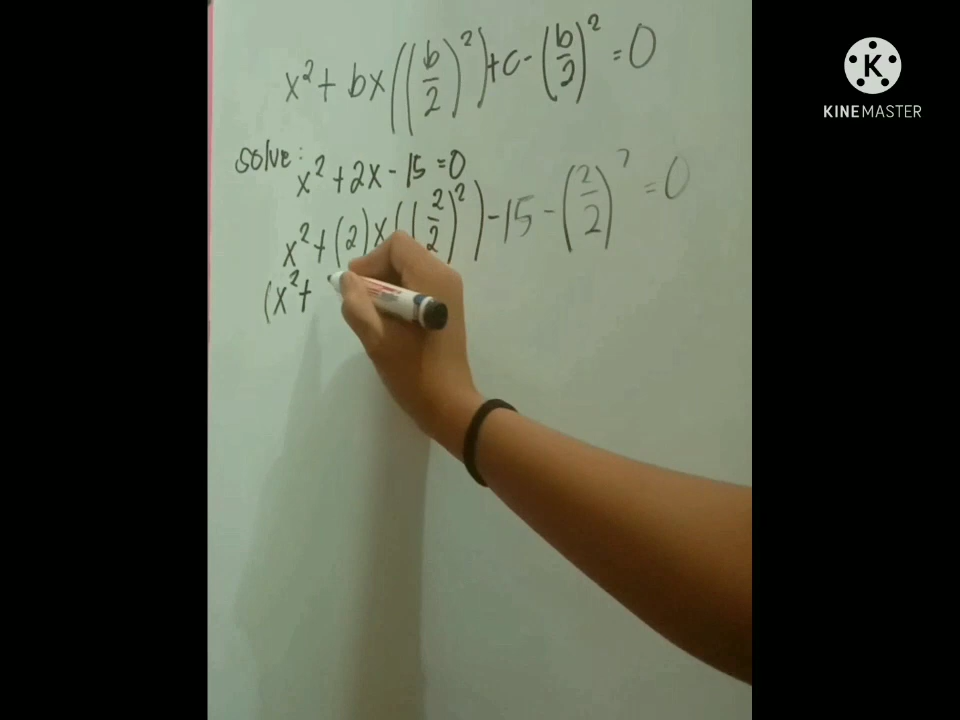 x² + bx ((b/2)²) + c - (b/2)² = 0
KINEMASTER
Solve:
x² + 2x - 15 = 0
x² + (2)x ((2/2)²) - 15 - (2/2)² = 0
(x² +